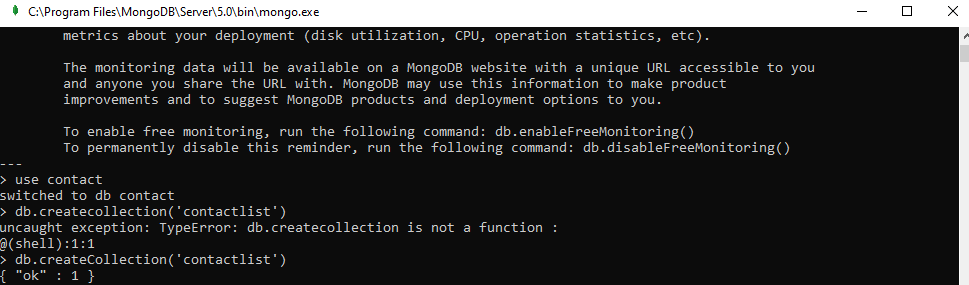 C:\Program Files\MongoDB\Server\5.0\bin\mongo.exe
metrics about your deployment (disk utilization, CPU, operation statistics, etc).
The monitoring data will be available on a MongoDB website with a unique URL accessible to you
and anyone you share the URL with. MongoDB may use this information to make product
improvements and to suggest MongoDB products and deployment options to you.
To enable free monitoring, run the following command: db.enableFreeMonitoring()
To permanently disable this reminder, run the following command: db.disableFreeMonitoring()
---
> use contact
switched to db contact
> db.createcollection('contactlist')
uncaught exception: TypeError: db.createcollection is not a function :
@(shell):1:1
> db.createCollection('contactlist')
{ "ok" : 1 }